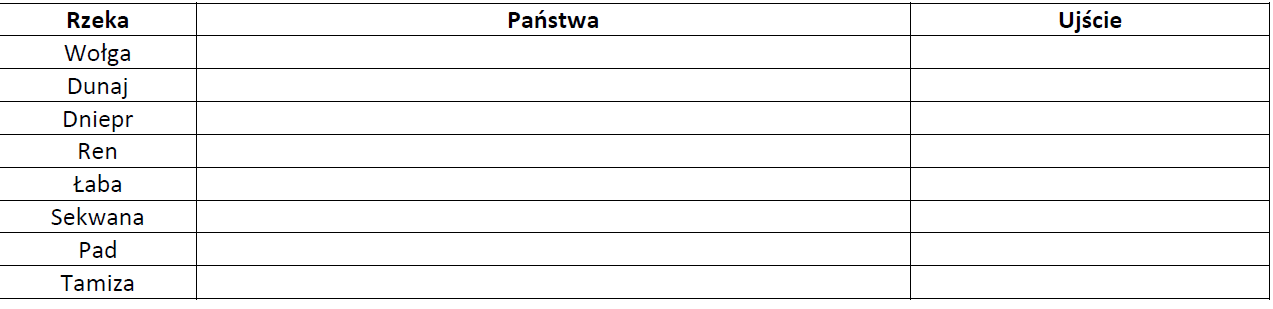 Rzeka Państwa Ujście
Wołga
Dunaj
Dniepr
Ren
Łaba
Sekwana
Pad
Tamiza